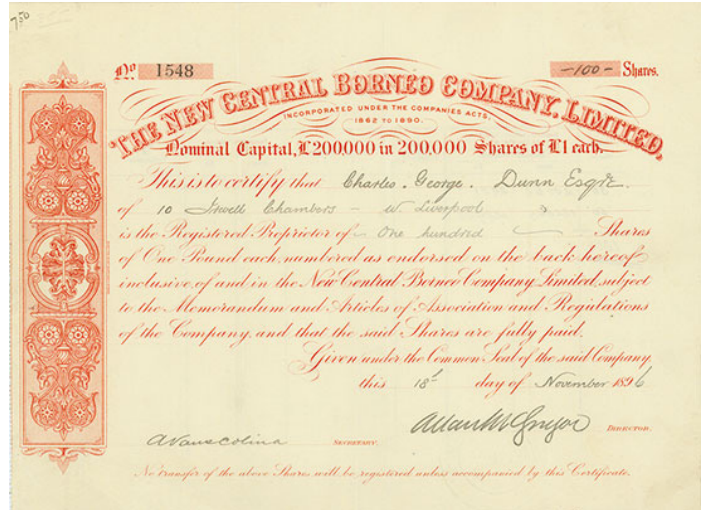 7,50
No 1548 -100- Shares.
THE NEW CENTRAL BORNEO COMPANY, LIMITED,
INCORPORATED UNDER THE COMPANIES ACTS,
1862 TO 1890.
Nominal Capital, £200,000 in 200,000 Shares of £1 each.
This is to certify that Charles. George. Dunn Esqre.
of 10 Irwell Chambers - W. Liverpool
is the Registered Proprietor of - One hundred Shares
of One Pound each, numbered as endorsed on the back hereof
inclusive, of and in the New Central Borneo Company, Limited, subject
to the Memorandum and Articles of Association and Regulations
of the Company, and that the said Shares are fully paid.
Given under the Common Seal of the said Company
this 18th day of November 1896
Allan McGregor DIRECTOR.
SECRETARY.
No transfer of the above Shares will be registered unless accompanied by this Certificate.